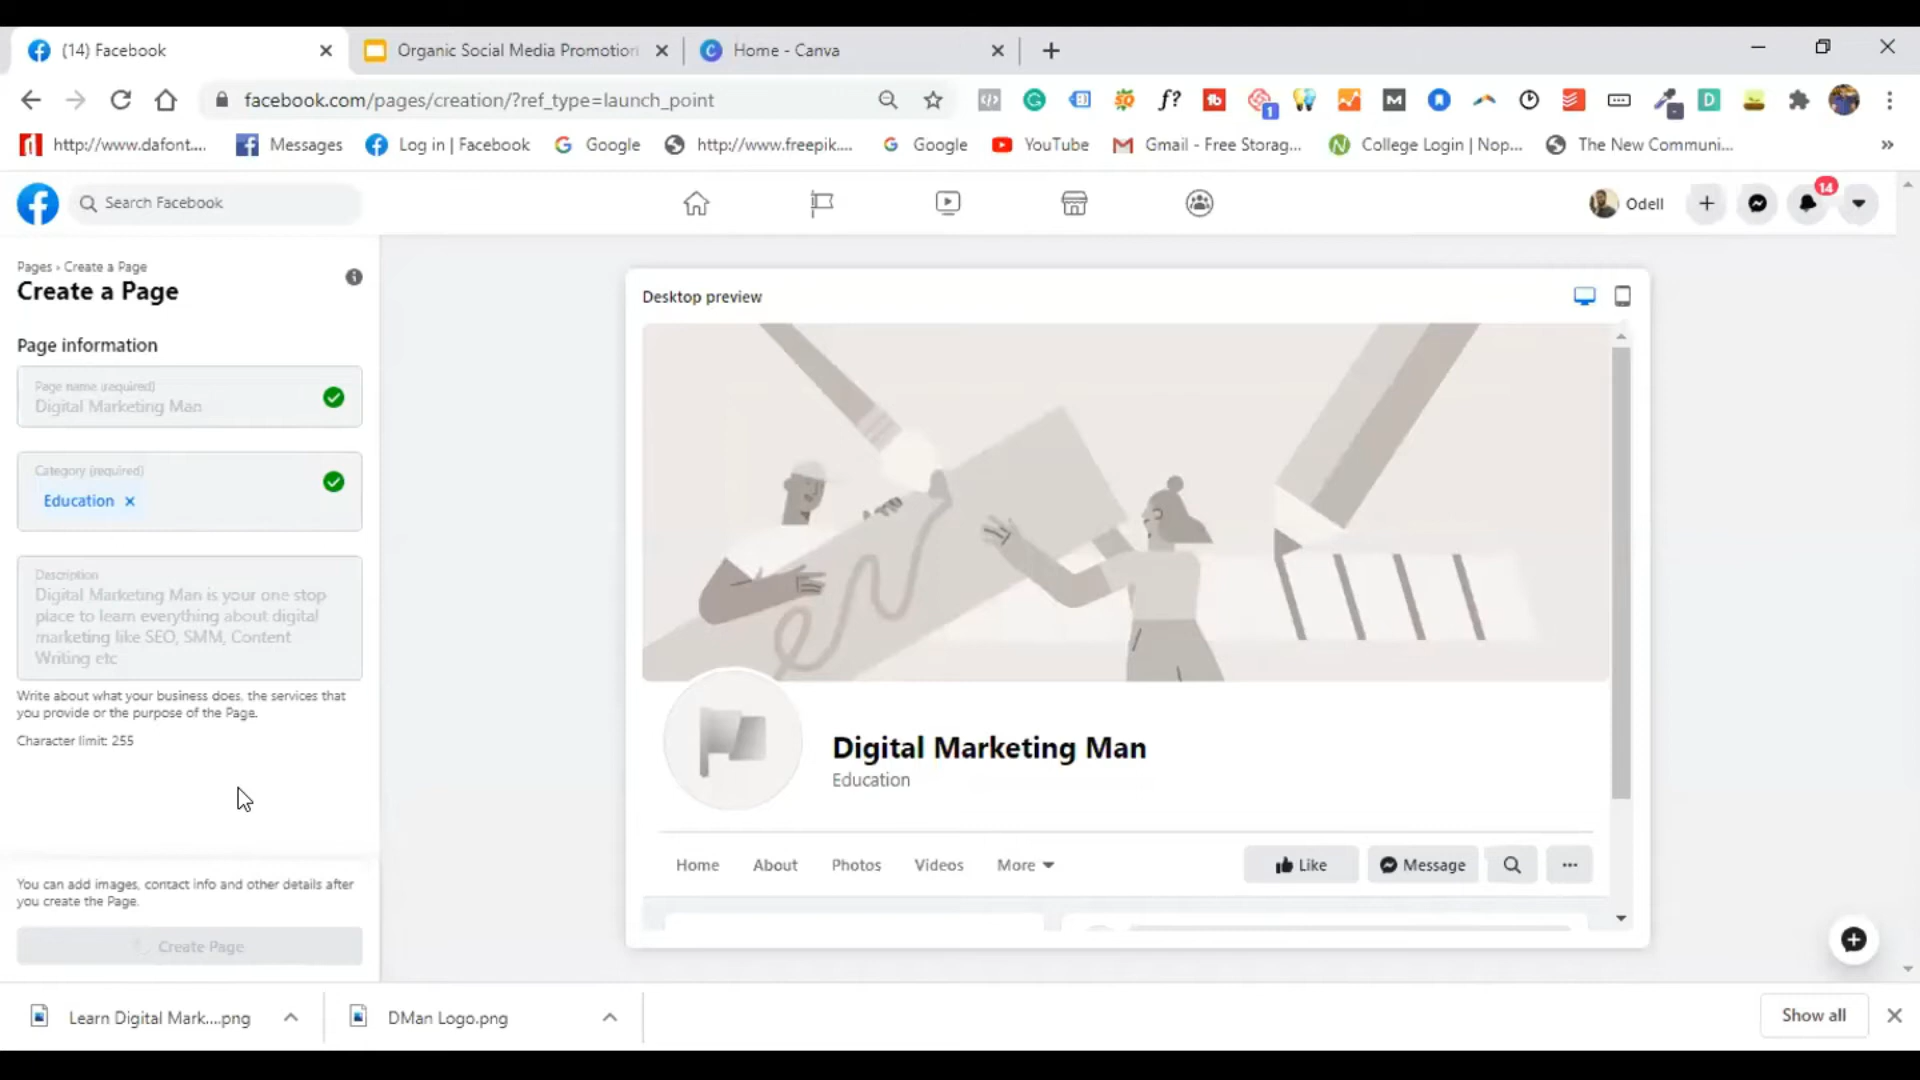 (14) Facebook
Organic Social Media Promotion
Home - Canva
facebook.com/pages/creation/?ref_type=launch_point
1
http://www.dafont....
Messages
Log in | Facebook
Google
http://www.freepik....
Google
YouTube
Gmail - Free Storag...
College Login | Nop...
The New Communi...
Search Facebook
Odell
14
Pages › Create a Page
Create a Page
Page information
Page name (required)
Digital Marketing Man
Category (required)
Education
Description
Digital Marketing Man is your one stop
place to learn everything about digital
marketing like SEO, SMM, Content
Writing etc
Write about what your business does, the services that
you provide or the purpose of the Page.
Character limit: 255
You can add images, contact info and other details after
you create the Page.
Create Page
Desktop preview
Digital Marketing Man
Education
Home
About
Photos
Videos
More
Like
Message
Learn Digital Mark....png
DMan Logo.png
Show all